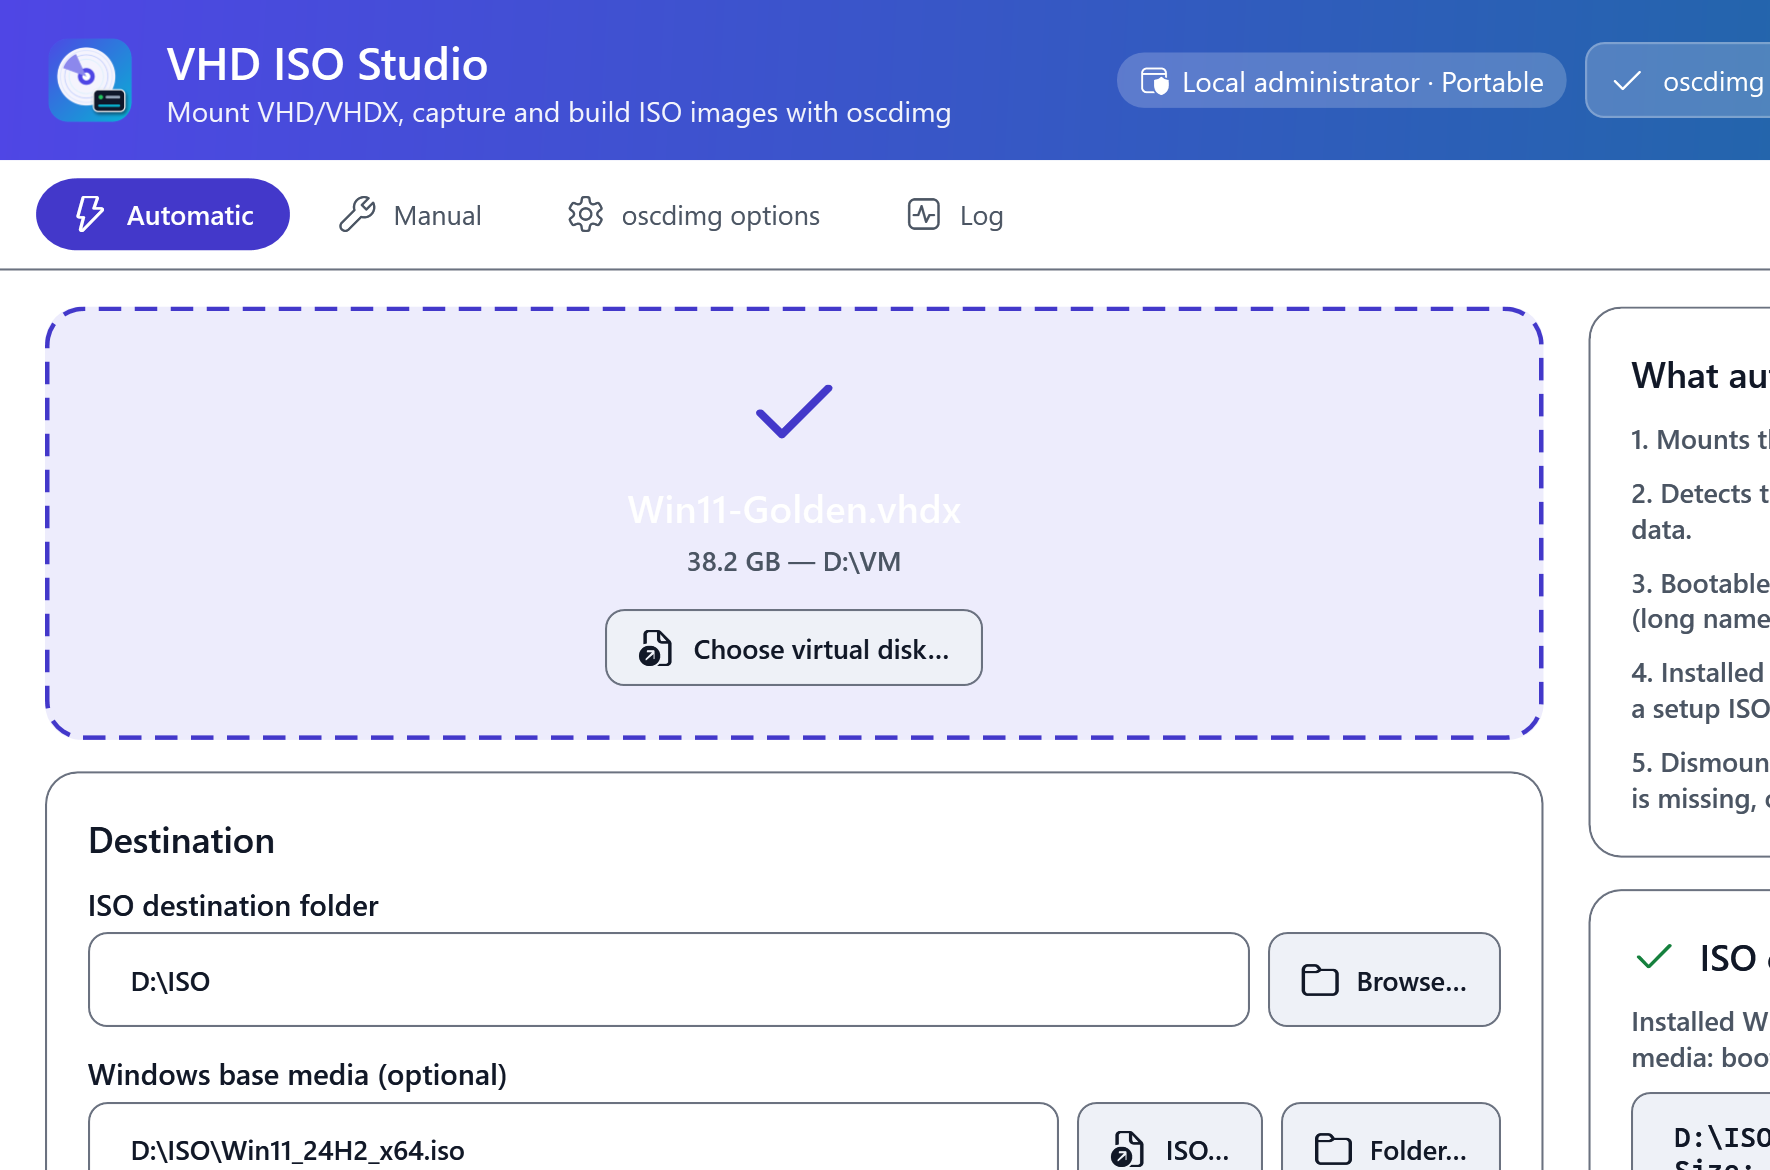 VHD ISO Studio
Mount VHD/VHDX, capture and build ISO images with oscdimg
Local administrator · Portable
oscdimg
Automatic
Manual
oscdimg options
Log
Win11-Golden.vhdx
38.2 GB — D:\VM
Choose virtual disk...
Destination
ISO destination folder
D:\ISO
Browse...
Windows base media (optional)
D:\ISO\Win11_24H2_x64.iso
ISO...
Folder...
What
1. Mounts
2. Detects
data.
3. Bootable
(long name
4. Installed
a setup ISO
5.
is missing,
ISO
Installed
media:
D:\ISO
Size: